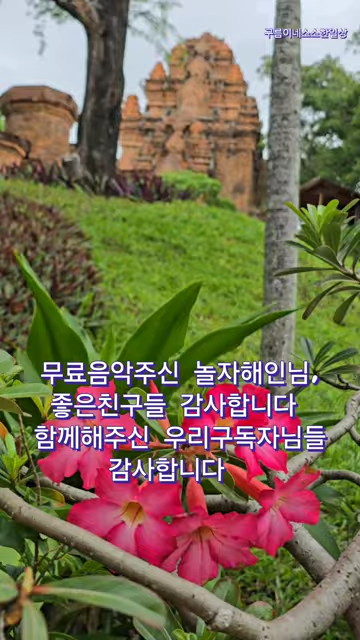 구름이네소소한일상
무료음악주신 놀자해인님,
좋은친구들 감사합니다
함께해주신 우리구독자님들
감사합니다